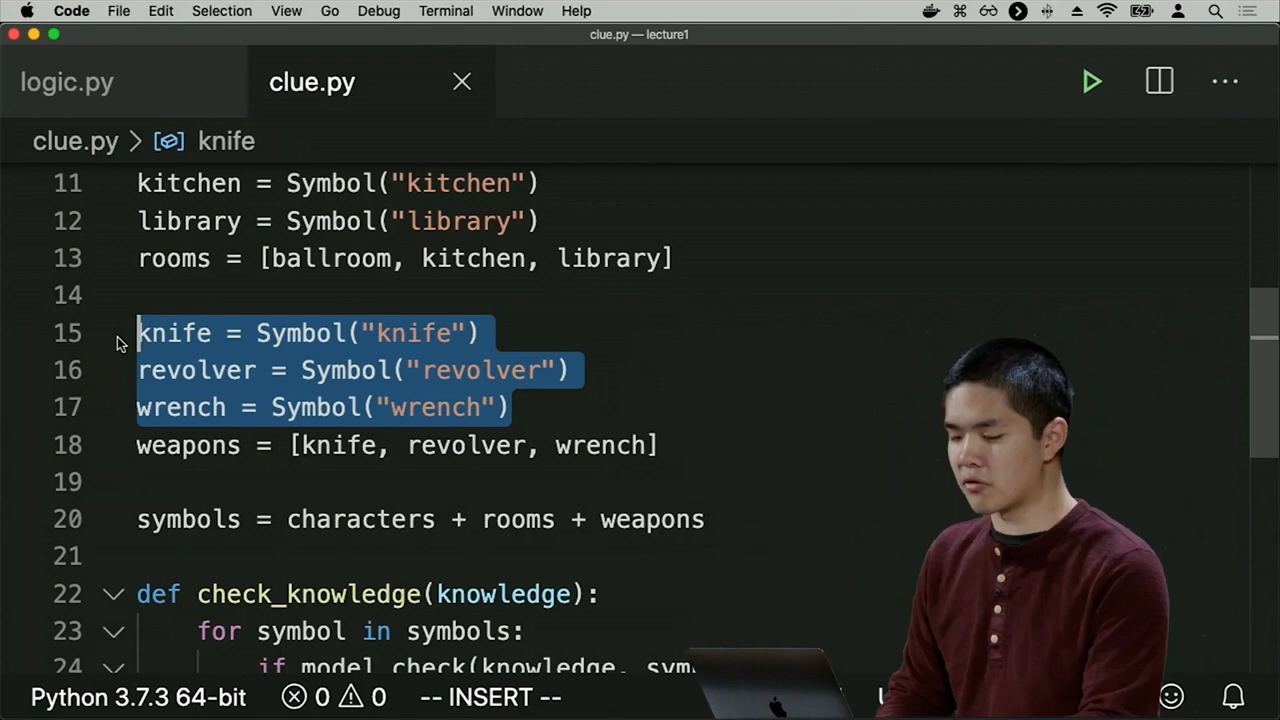 Code File Edit Selection View Go Debug Terminal Window Help
clue.py — lecture1
logic.py clue.py
clue.py > knife
11 kitchen = Symbol("kitchen")
12 library = Symbol("library")
13 rooms = [ballroom, kitchen, library]
14
15 knife = Symbol("knife")
16 revolver = Symbol("revolver")
17 wrench = Symbol("wrench")
18 weapons = [knife, revolver, wrench]
19
20 symbols = characters + rooms + weapons
21
22 def check_knowledge(knowledge):
23 for symbol in symbols:
24 if model_check(knowledge,
Python 3.7.3 64-bit 0 0 -- INSERT --